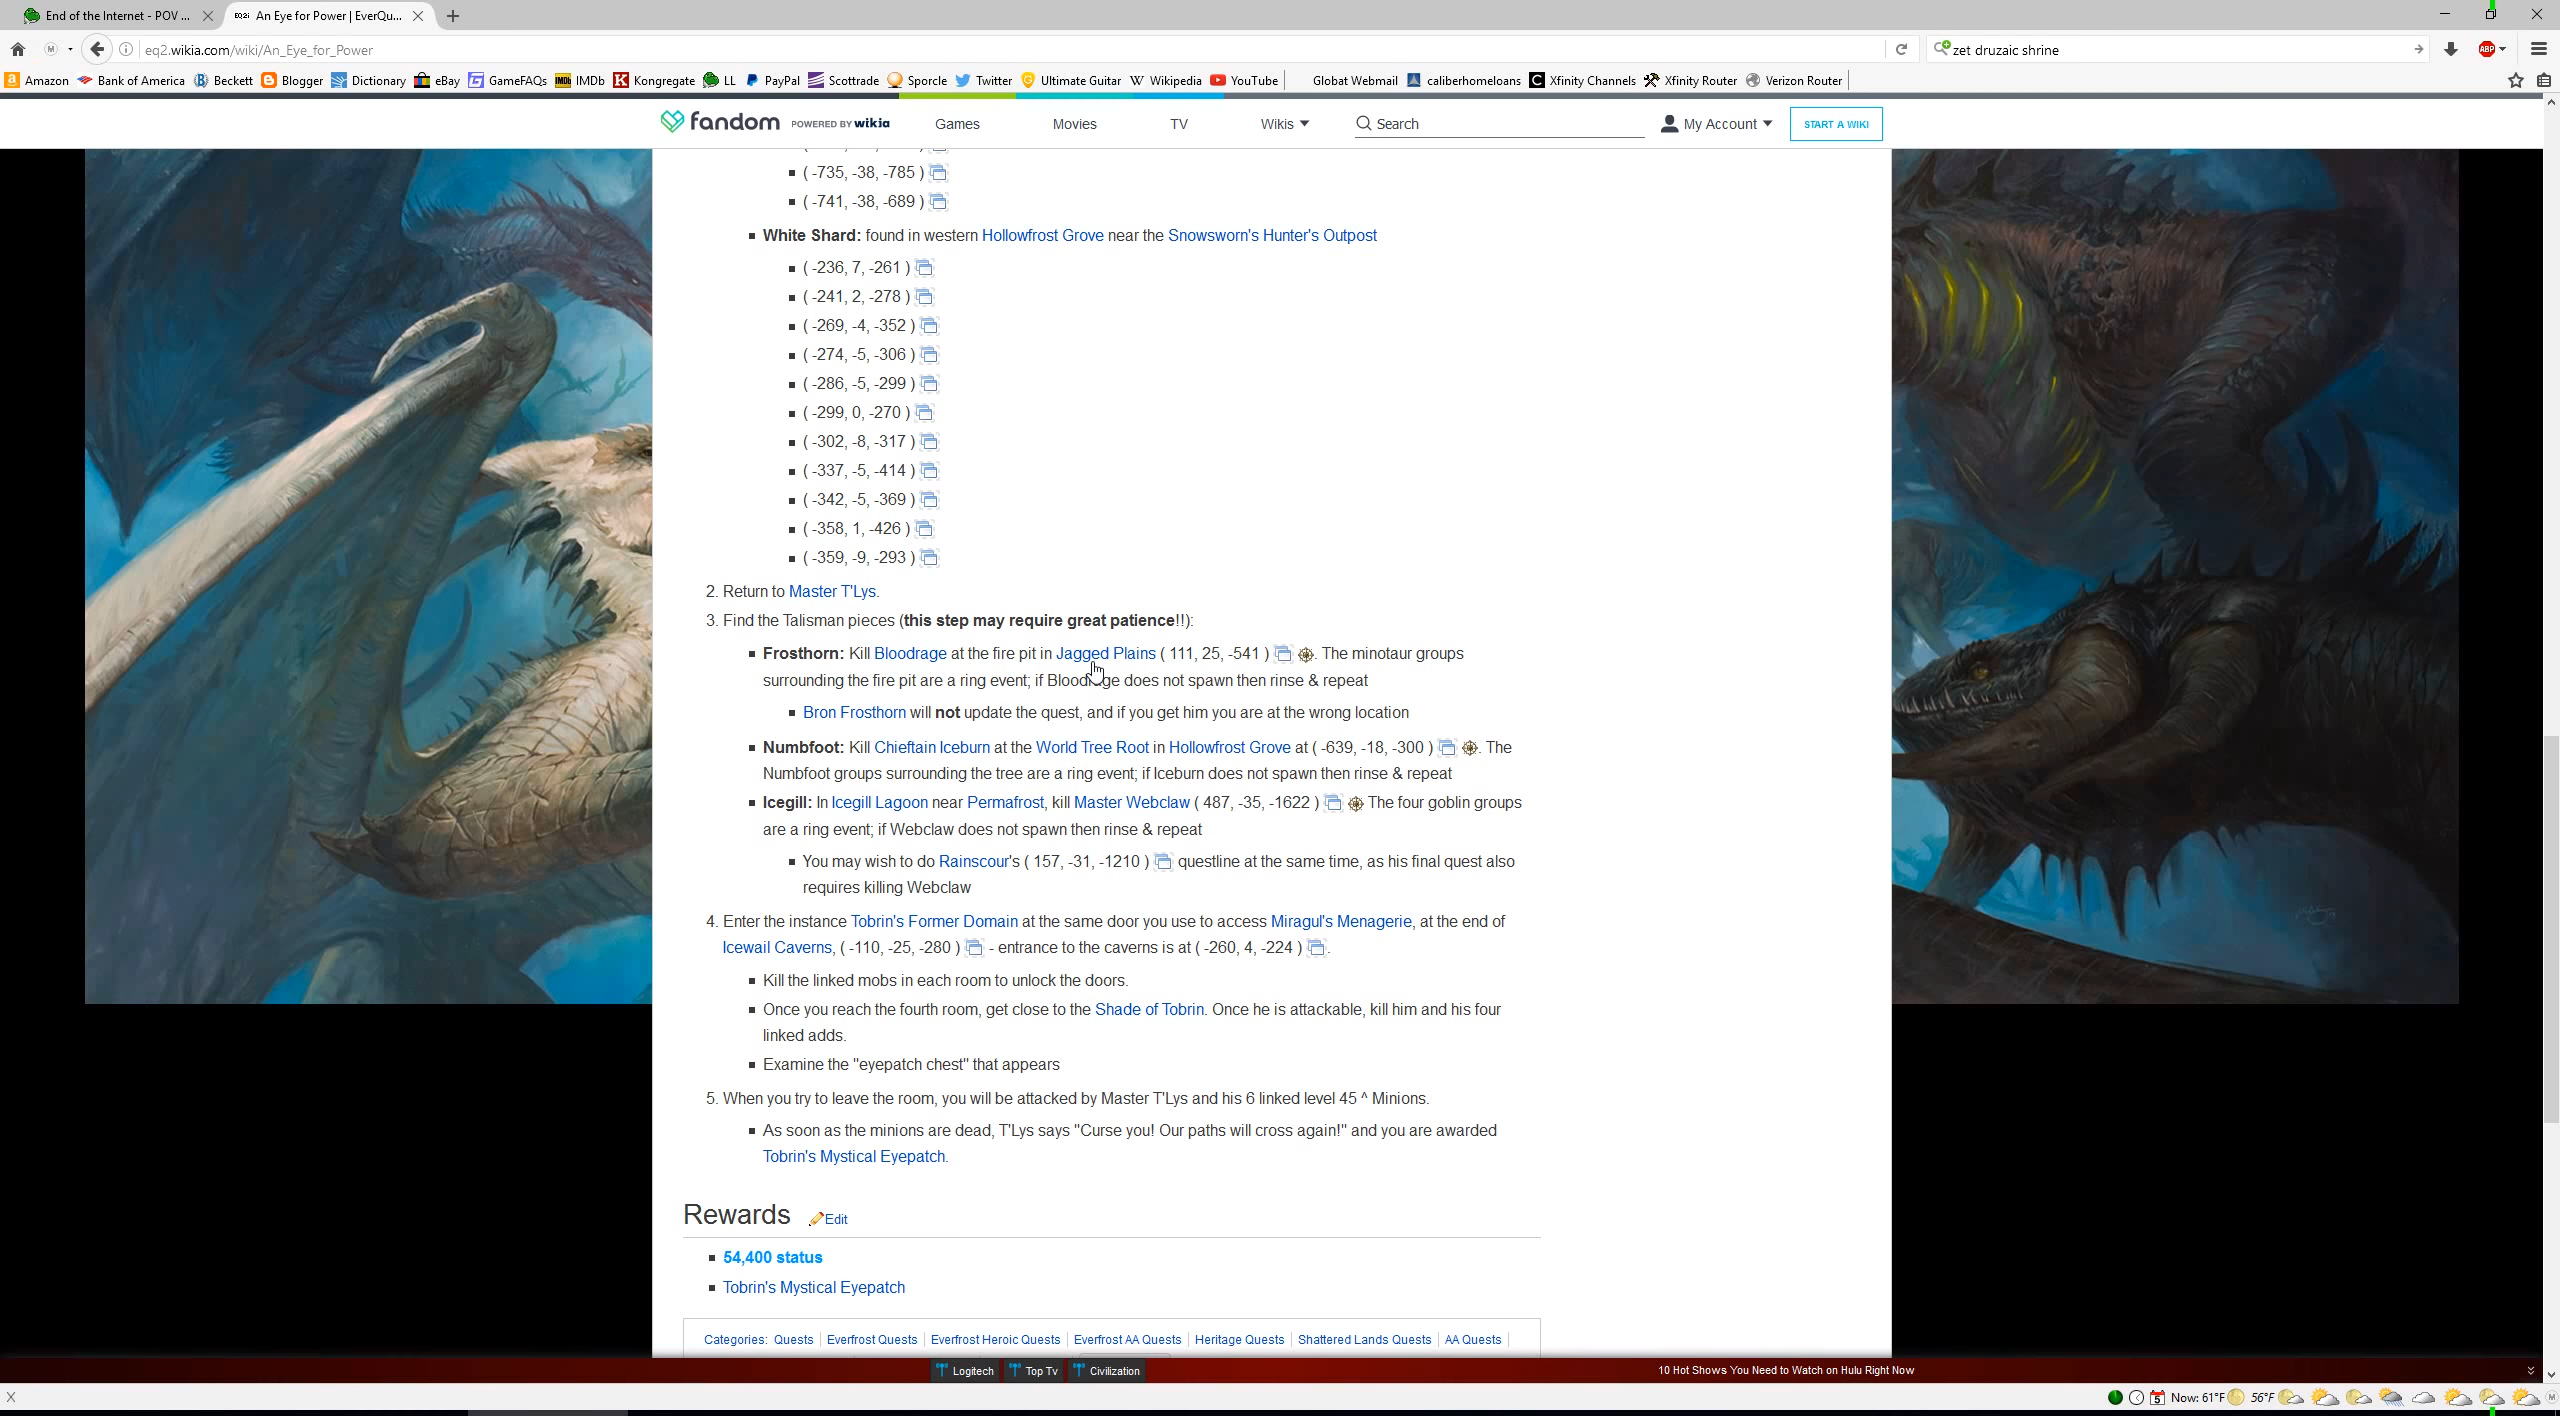 End of the Internet - POV ...
EQ2i An Eye for Power | EverQu...
eq2.wikia.com/wiki/An_Eye_for_Power
zet druzaic shrine
ABP
Amazon Bank of America Beckett Blogger Dictionary eBay GameFAQs IMDb Kongregate LL PayPal Scottrade Sporcle Twitter Ultimate Guitar Wikipedia YouTube Global Webmail caliberhomeloans Xfinity Channels Xfinity Router Verizon Router
fandom POWERED BY wikia Games Movies TV Wikis Search My Account START A WIKI
( -735, -38, -785 )
( -741, -38, -689 )
White Shard: found in western Hollowfrost Grove near the Snowsworn's Hunter's Outpost
( -236, 7, -261 )
( -241, 2, -278 )
( -269, -4, -352 )
( -274, -5, -306 )
( -286, -5, -299 )
( -299, 0, -270 )
( -302, -8, -317 )
( -337, -5, -414 )
( -342, -5, -369 )
( -358, 1, -426 )
( -359, -9, -293 )
2. Return to Master T'Lys.
3. Find the Talisman pieces (this step may require great patience!!):
Frosthorn: Kill Bloodrage at the fire pit in Jagged Plains ( 111, 25, -541 ) . The minotaur groups
surrounding the fire pit are a ring event; if Bloodrage does not spawn then rinse & repeat
Bron Frosthorn will not update the quest, and if you get him you are at the wrong location
Numbfoot: Kill Chieftain Iceburn at the World Tree Root in Hollowfrost Grove at ( -639, -18, -300 ) . The
Numbfoot groups surrounding the tree are a ring event; if Iceburn does not spawn then rinse & repeat
Icegill: In Icegill Lagoon near Permafrost, kill Master Webclaw ( 487, -35, -1622 ) The four goblin groups
are a ring event; if Webclaw does not spawn then rinse & repeat
You may wish to do Rainscour's ( 157, -31, -1210 ) questline at the same time, as his final quest also
requires killing Webclaw
4. Enter the instance Tobrin's Former Domain at the same door you use to access Miragul's Menagerie, at the end of
Icewail Caverns, ( -110, -25, -280 ) - entrance to the caverns is at ( -260, 4, -224 ) .
Kill the linked mobs in each room to unlock the doors.
Once you reach the fourth room, get close to the Shade of Tobrin. Once he is attackable, kill him and his four
linked adds.
Examine the "eyepatch chest" that appears
5. When you try to leave the room, you will be attacked by Master T'Lys and his 6 linked level 45 ^ Minions.
As soon as the minions are dead, T'Lys says "Curse you! Our paths will cross again!" and you are awarded
Tobrin's Mystical Eyepatch.
Rewards Edit
54,400 status
Tobrin's Mystical Eyepatch
Categories: Quests Everfrost Quests Everfrost Heroic Quests Everfrost AA Quests Heritage Quests Shattered Lands Quests AA Quests
Logitech Top Tv Civilization 10 Hot Shows You Need to Watch on Hulu Right Now
Now: 61°F 56°F